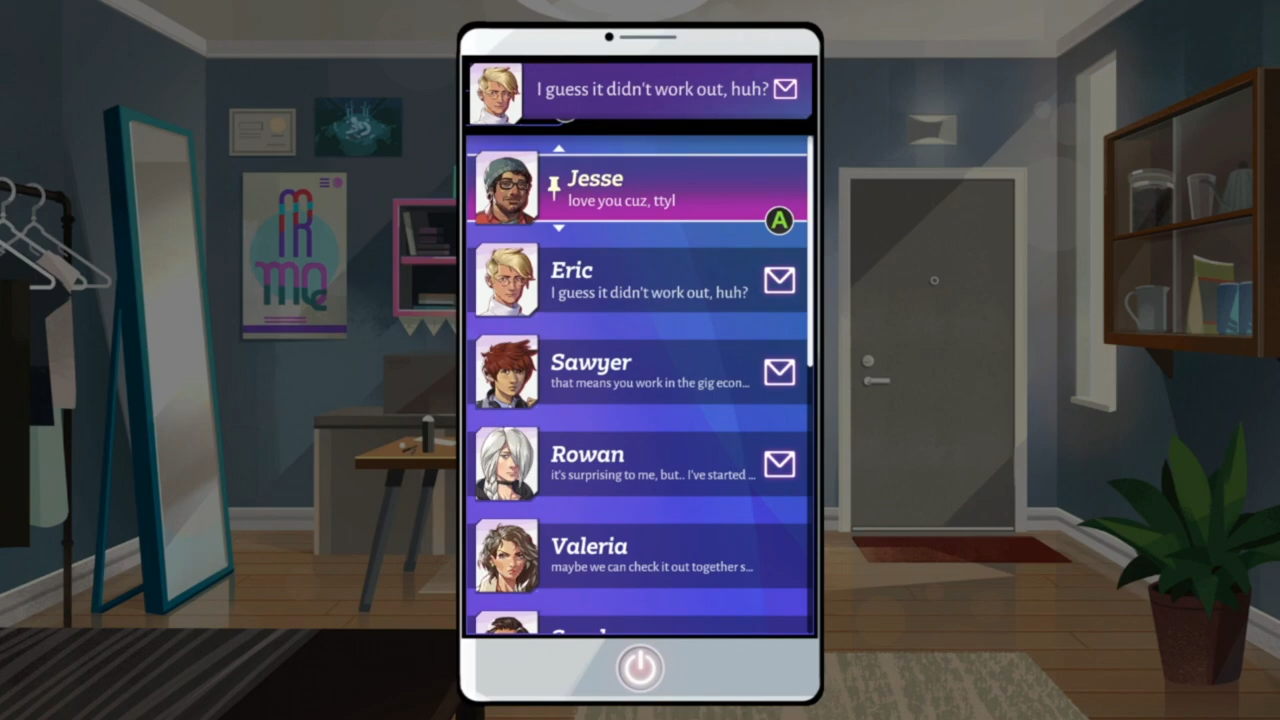 I guess it didn't work out, huh?
Jesse
love you cuz, ttyl
A
Eric
I guess it didn't work out, huh?
Sawyer
that means you work in the gig econ...
Rowan
it's surprising to me, but.. I've started ...
Valeria
maybe we can check it out together s...